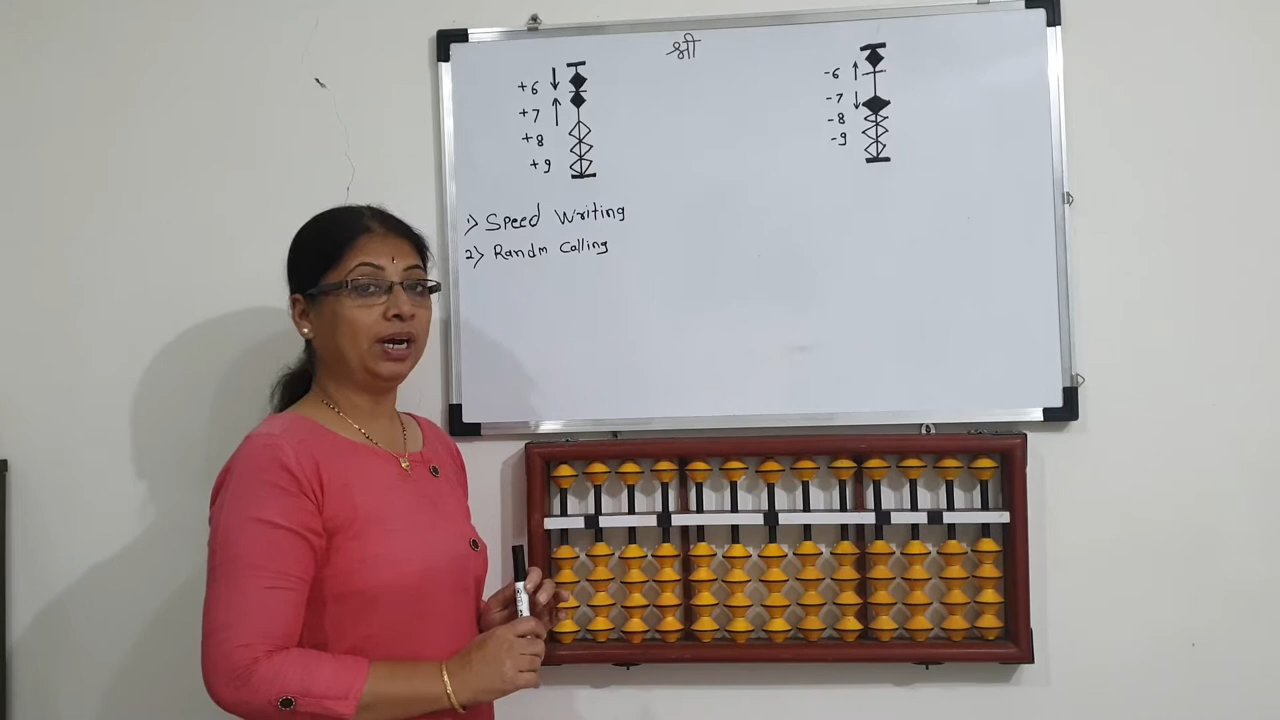 श्री
+6
+7
+8
+9
-6
-7
-8
-9
1) Speed Writing
2) Randm Calling